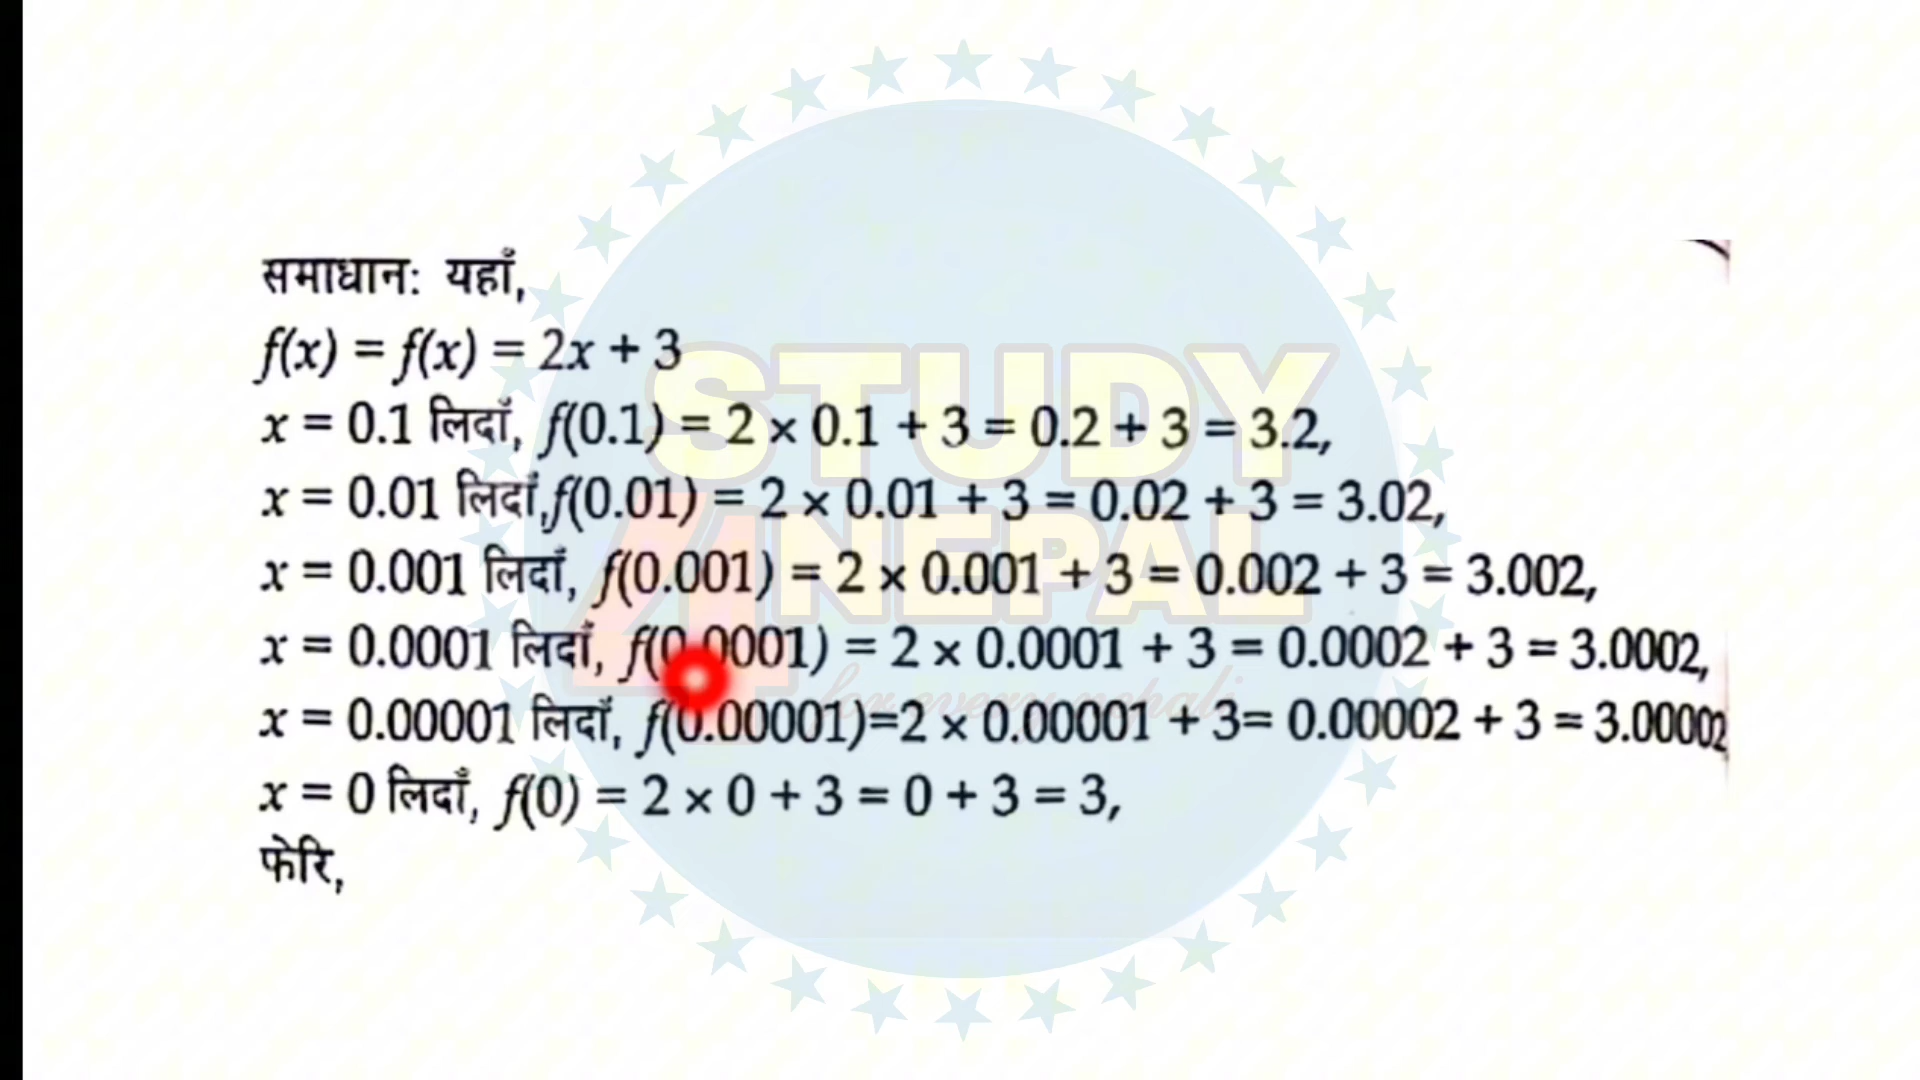 समाधान: यहाँ,
f(x) = f(x) = 2x + 3
x = 0.1 लिदाँ, f(0.1) = 2 × 0.1 + 3 = 0.2 + 3 = 3.2,
x = 0.01 लिदाँ,f(0.01) = 2 × 0.01 + 3 = 0.02 + 3 = 3.02,
x = 0.001 लिदाँ, f(0.001) = 2 × 0.001 + 3 = 0.002 + 3 = 3.002,
x = 0.0001 लिदाँ, f(0.0001) = 2 × 0.0001 + 3 = 0.0002 + 3 = 3.0002,
x = 0.00001 लिदाँ, f(0.00001)=2 × 0.00001 + 3= 0.00002 + 3 = 3.00002
x = 0 लिदाँ, f(0) = 2 × 0 + 3 = 0 + 3 = 3,
फेरि,
STUDY
4 NEPAL
for every nepali